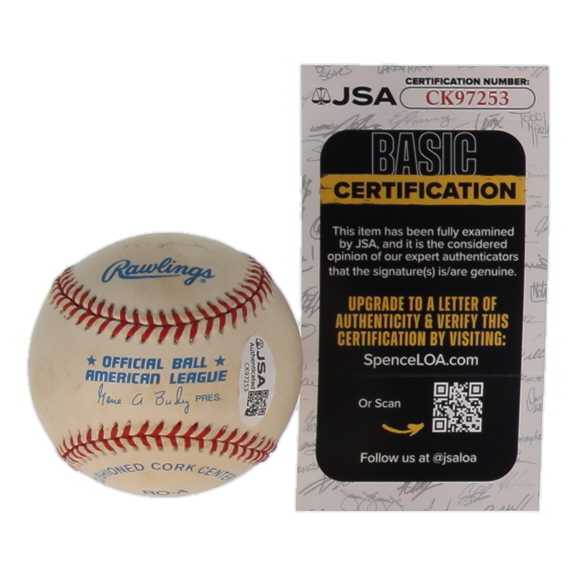 Rawlings
★ OFFICIAL BALL ★
AMERICAN LEAGUE
Gene A Budig PRES.
JSA
Authenticated
CK97253
CUSHIONED CORK CENTER
RO-A
JSA
CERTIFICATION NUMBER:
CK97253
BASIC
CERTIFICATION
This item has been fully examined
by JSA, and it is the considered
opinion of our expert authenticators
that the signature(s) is/are genuine.
UPGRADE TO A LETTER OF
AUTHENTICITY & VERIFY THIS
CERTIFICATION BY VISITING:
SpenceLOA.com
Or Scan
Follow us at @jsaloa